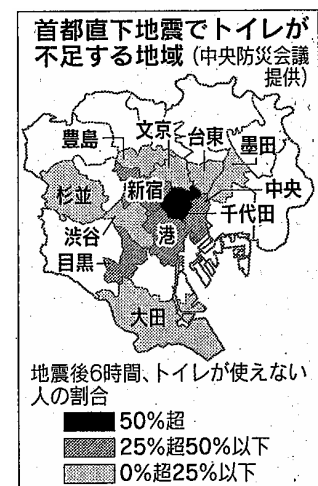 首都直下地震でトイレが
不足する地域(中央防災会議
提供)
文京
台東
豊島
墨田
杉並
新宿
中央
千代田
渋谷
港
目黒
大田
地震後6時間、トイレが使えない
人の割合
50%超
25%超50%以下
0%超25%以下